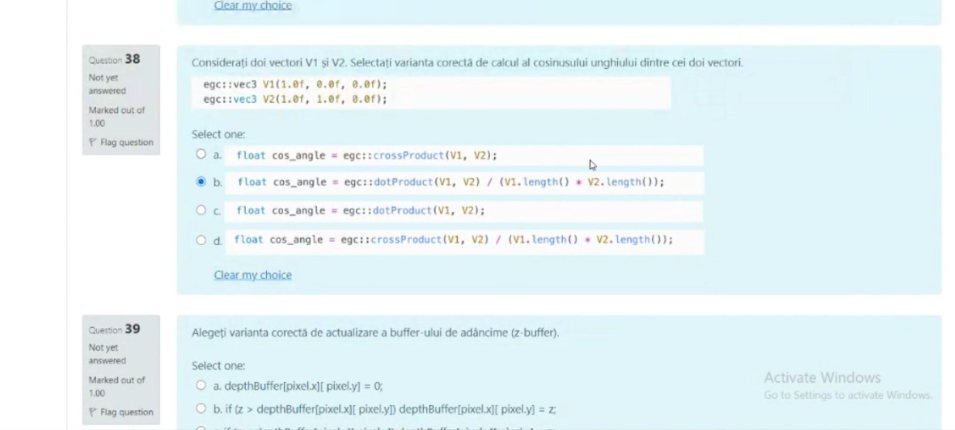 Clear my choice
Question 38
Not yet
answered
Marked out of
1.00
Flag question
Considerați doi vectori V1 și V2. Selectați varianta corectă de calcul al cosinusului unghiului dintre cei doi vectori.
egc::vec3 V1(1.0f, 0.0f, 0.0f);
egc::vec3 V2(1.0f, 1.0f, 0.0f);
Select one:
a. float cos_angle = egc::crossProduct(V1, V2);
b. float cos_angle = egc::dotProduct(V1, V2) / (V1.length() * V2.length());
c. float cos_angle = egc::dotProduct(V1, V2);
d. float cos_angle = egc::crossProduct(V1, V2) / (V1.length() * V2.length());
Clear my choice
Question 39
Not yet
answered
Marked out of
1.00
Flag question
Alegeți varianta corectă de actualizare a buffer-ului de adâncime (z-buffer).
Select one:
a. depthBuffer[pixel.x][ pixel.y] = 0;
b. if (z > depthBuffer[pixel.x][ pixel.y]) depthBuffer[pixel.x][ pixel.y] = z;
Activate Windows
Go to Settings to activate Windows.